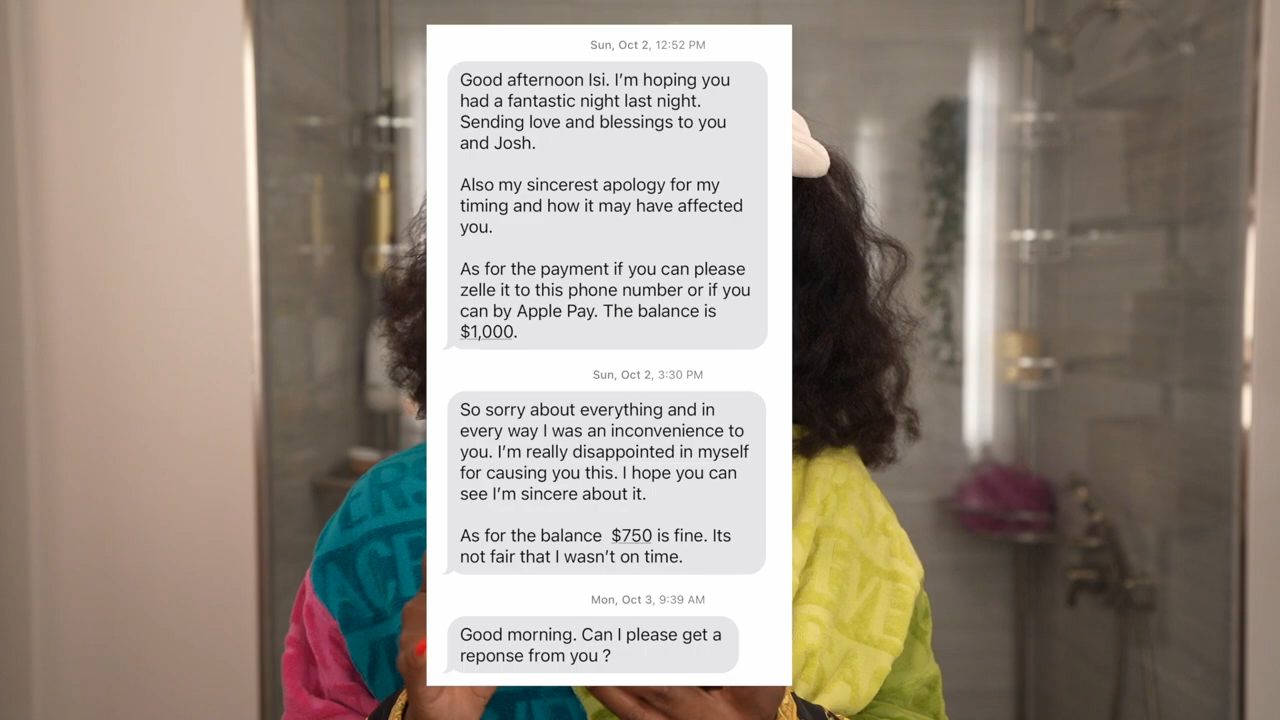 Sun, Oct 2, 12:52 PM
Good afternoon Isi. I'm hoping you
had a fantastic night last night.
Sending love and blessings to you
and Josh.
Also my sincerest apology for my
timing and how it may have affected
you.
As for the payment if you can please
zelle it to this phone number or if you
can by Apple Pay. The balance is
$1,000.
Sun, Oct 2, 3:30 PM
So sorry about everything and in
every way I was an inconvenience to
you. I'm really disappointed in myself
for causing you this. I hope you can
see I'm sincere about it.
As for the balance $750 is fine. Its
not fair that I wasn't on time.
Mon, Oct 3, 9:39 AM
Good morning. Can I please get a
reponse from you ?